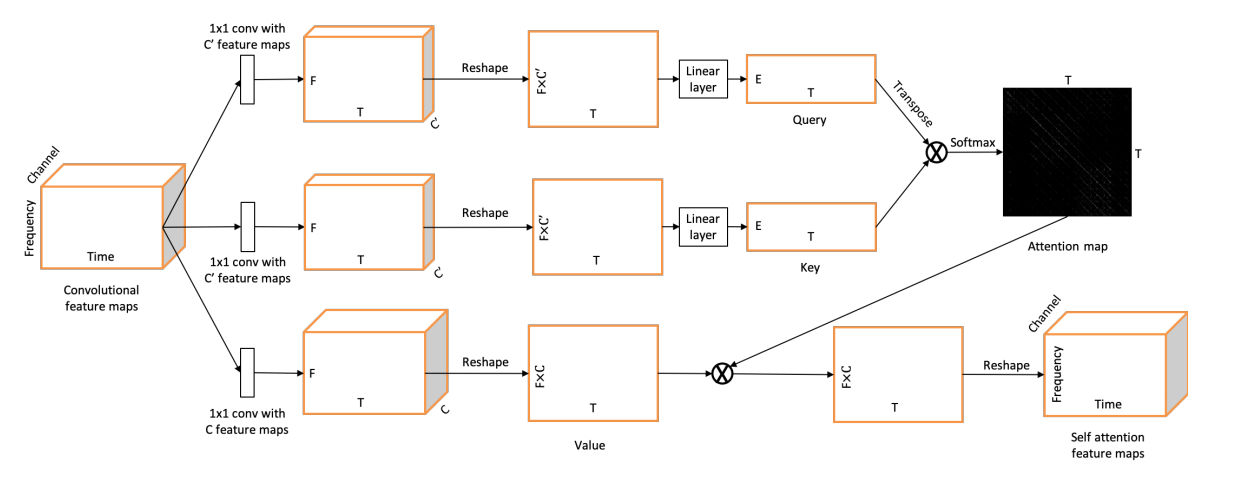 1x1 conv with
C’ feature maps
F
T
C’
Reshape
F×C’
T
Linear
layer
E
T
Query
Transpose
Softmax
T
T
Attention map
Channel
Frequency
Time
Convolutional
feature maps
1x1 conv with
C’ feature maps
F
T
C’
Reshape
F×C’
T
Linear
layer
E
T
Key
1x1 conv with
C feature maps
F
T
C
Reshape
F×C
T
Value
F×C
T
Reshape
Channel
Frequency
Time
Self attention
feature maps